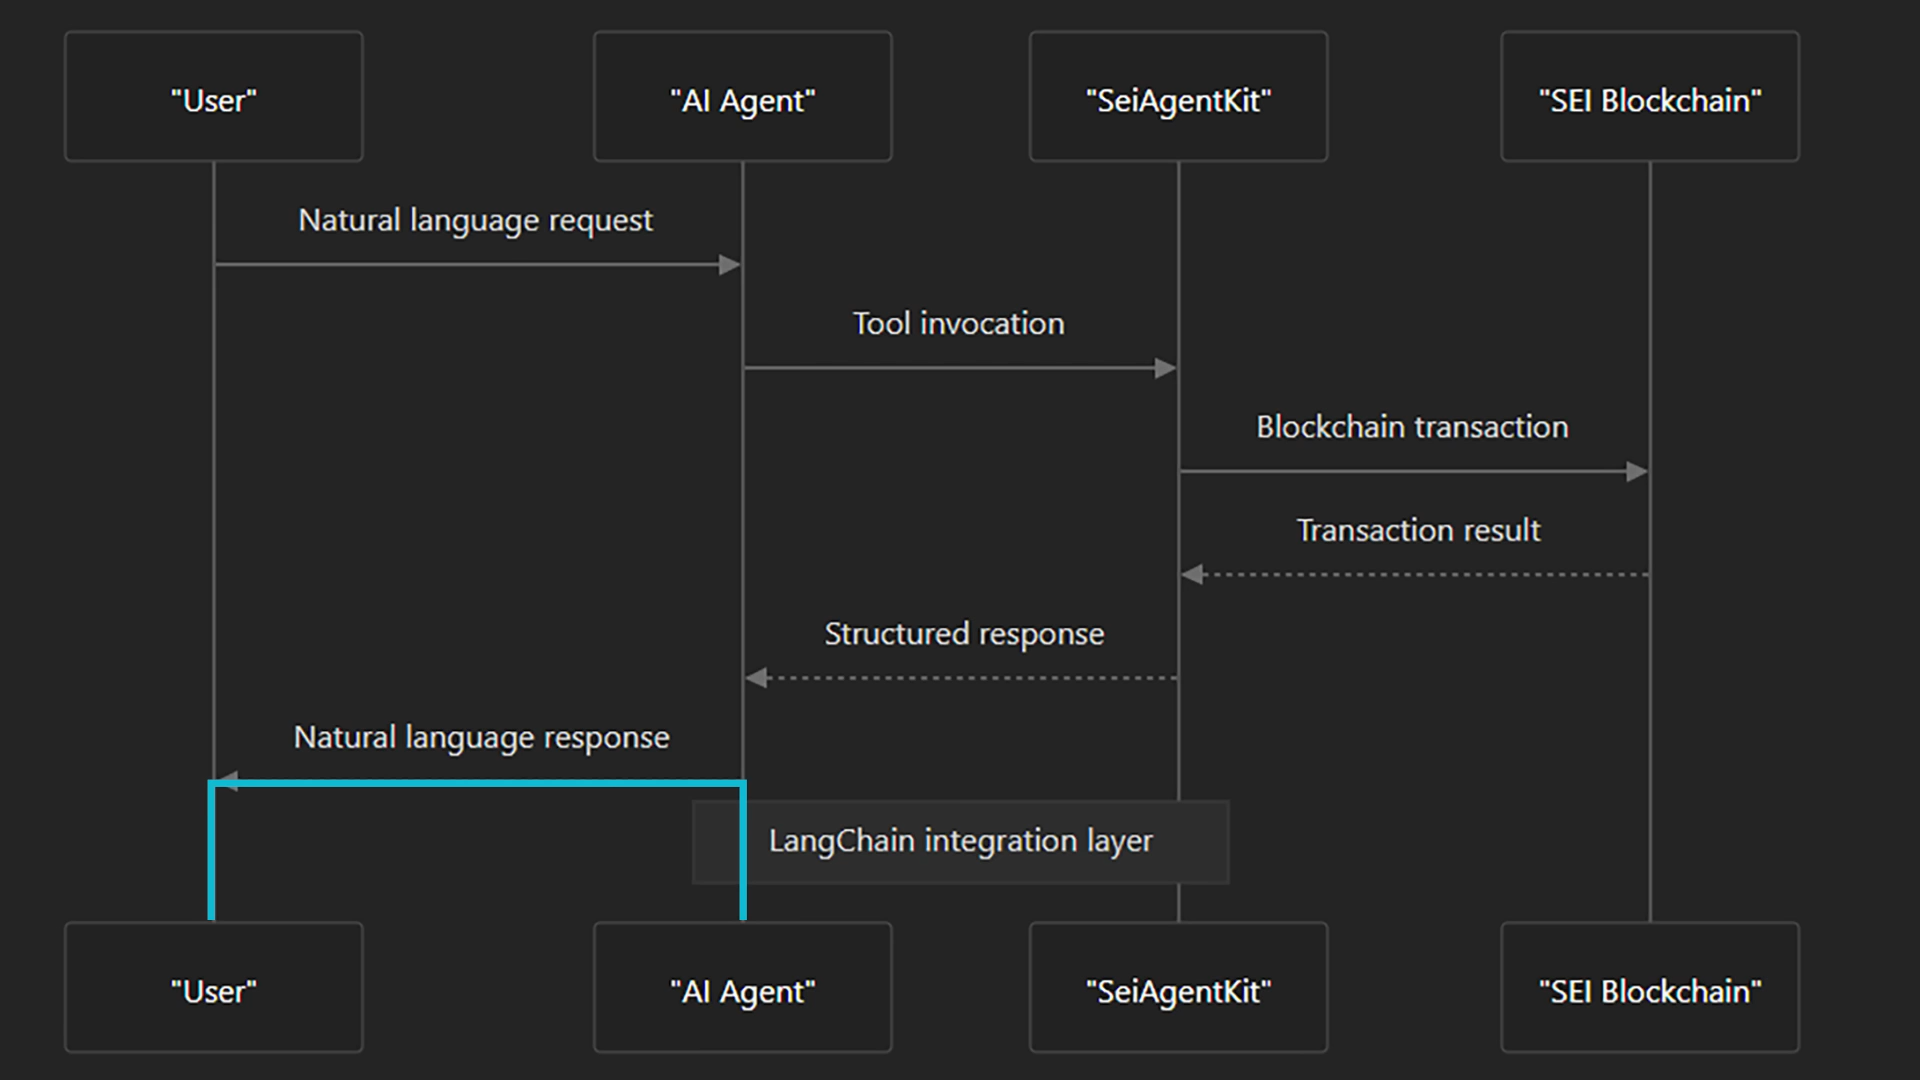 "User"
"AI Agent"
"SeiAgentKit"
"SEI Blockchain"
Natural language request
Tool invocation
Blockchain transaction
Transaction result
Structured response
Natural language response
LangChain integration layer
"User"
"AI Agent"
"SeiAgentKit"
"SEI Blockchain"